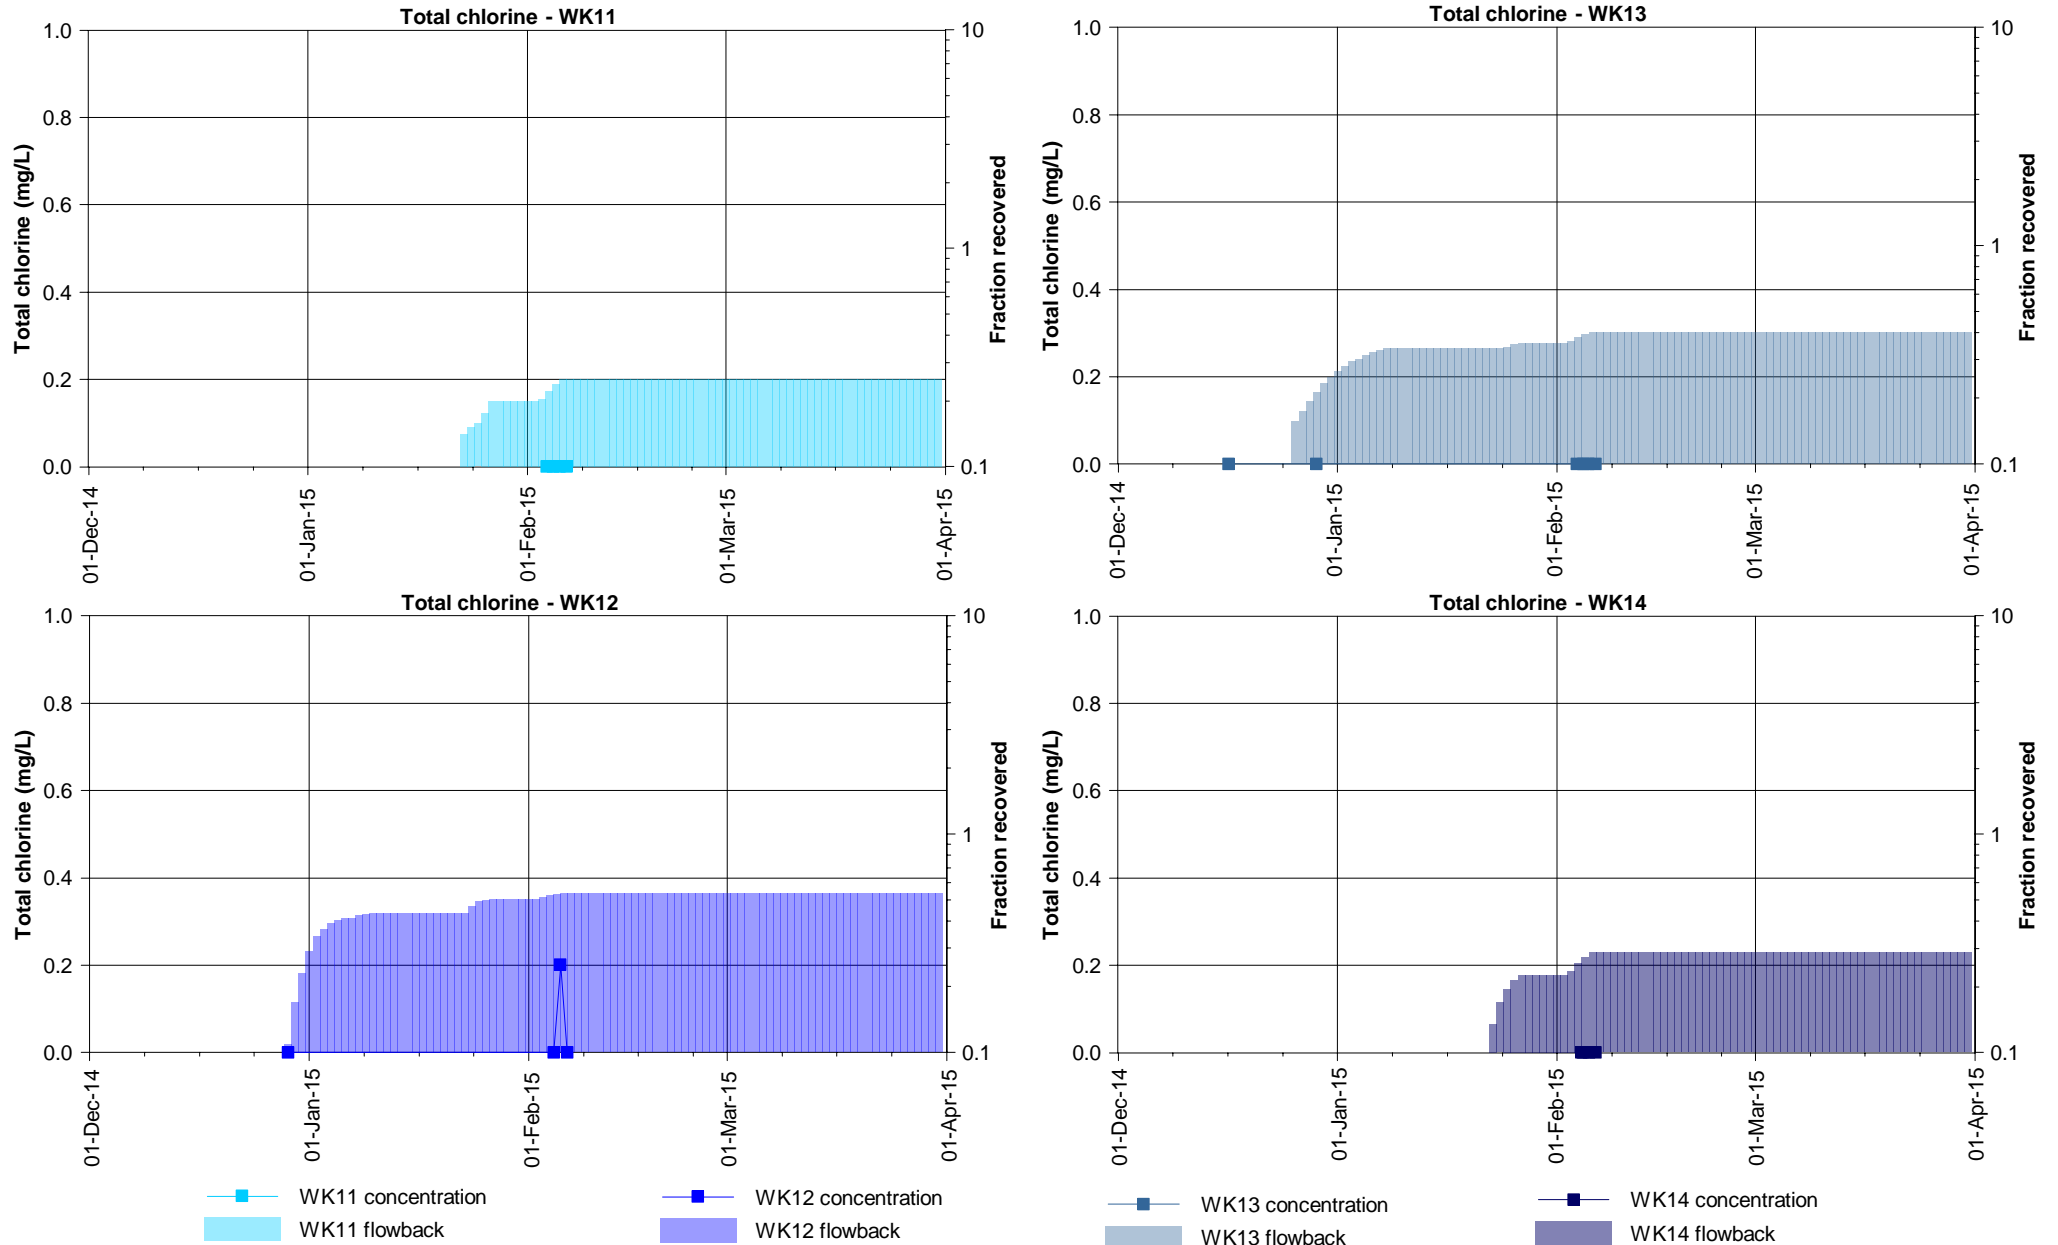 Total chlorine - WK11
1.0
0.8
0.6
0.4
0.2
0.0
Total chlorine (mg/L)
10
1
0.1
Fraction recovered
01-Dec-14
01-Jan-15
01-Feb-15
01-Mar-15
01-Apr-15
Total chlorine - WK13
1.0
0.8
0.6
0.4
0.2
0.0
Total chlorine (mg/L)
10
1
0.1
Fraction recovered
01-Dec-14
01-Jan-15
01-Feb-15
01-Mar-15
01-Apr-15
Total chlorine - WK12
1.0
0.8
0.6
0.4
0.2
0.0
Total chlorine (mg/L)
10
1
0.1
Fraction recovered
01-Dec-14
01-Jan-15
01-Feb-15
01-Mar-15
01-Apr-15
Total chlorine - WK14
1.0
0.8
0.6
0.4
0.2
0.0
Total chlorine (mg/L)
10
1
0.1
Fraction recovered
01-Dec-14
01-Jan-15
01-Feb-15
01-Mar-15
01-Apr-15
WK11 concentration
WK11 flowback
WK12 concentration
WK12 flowback
WK13 concentration
WK13 flowback
WK14 concentration
WK14 flowback